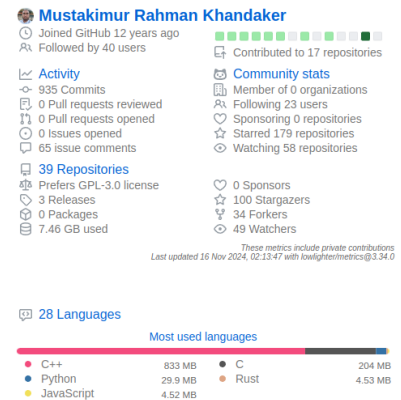 Mustakimur Rahman Khandaker
Joined GitHub 12 years ago
Followed by 40 users
Contributed to 17 repositories
Activity
935 Commits
0 Pull requests reviewed
0 Pull requests opened
0 Issues opened
65 issue comments
Community stats
Member of 0 organizations
Following 23 users
Sponsoring 0 repositories
Starred 179 repositories
Watching 58 repositories
39 Repositories
Prefers GPL-3.0 license
3 Releases
0 Packages
7.46 GB used
0 Sponsors
100 Stargazers
34 Forkers
49 Watchers
These metrics include private contributions
Last updated 16 Nov 2024, 02:13:47 with lowlighter/metrics@3.34.0
28 Languages
Most used languages
C++ 833 MB
Python 29.9 MB
JavaScript 4.52 MB
C 204 MB
Rust 4.53 MB